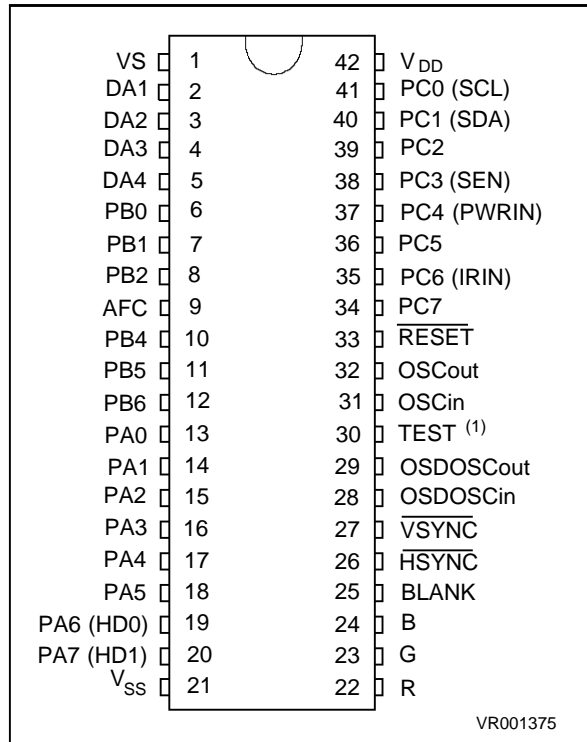 VS 1 42 V DD
DA1 2 41 PC0 (SCL)
DA2 3 40 PC1 (SDA)
DA3 4 39 PC2
DA4 5 38 PC3 (SEN)
PB0 6 37 PC4 (PWRIN)
PB1 7 36 PC5
PB2 8 35 PC6 (IRIN)
AFC 9 34 PC7
PB4 10 33 RESET
PB5 11 32 OSCout
PB6 12 31 OSCin
PA0 13 30 TEST (1)
PA1 14 29 OSDOSCout
PA2 15 28 OSDOSCin
PA3 16 27 VSYNC
PA4 17 26 HSYNC
PA5 18 25 BLANK
PA6 (HD0) 19 24 B
PA7 (HD1) 20 23 G
VSS 21 22 R
VR001375